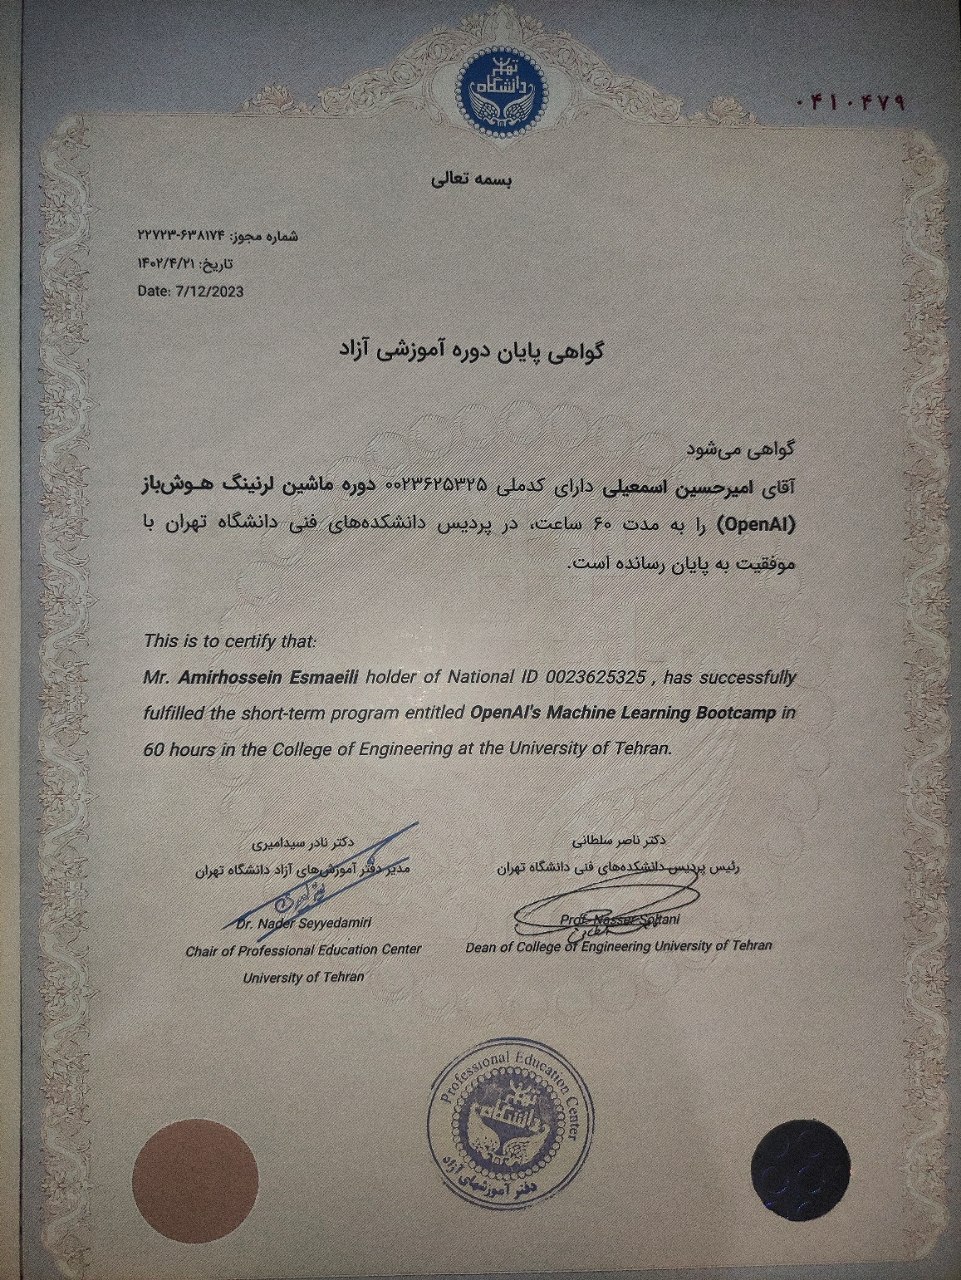 دانشگاه تهران
۰۴۱۰۴۷۹
بسمه تعالی
شماره مجوز: ۶۳۸۱۷۴-۲۲۷۲۳
تاریخ: ۱۴۰۲/۴/۲۱
Date: 7/12/2023
گواهی پایان دوره آموزشی آزاد
گواهی می‌شود
آقای امیرحسین اسمعیلی دارای کدملی ۰۰۲۳۶۲۵۳۲۵ دوره ماشین لرنینگ هوش‌باز
(OpenAI) را به مدت ۶۰ ساعت، در پردیس دانشکده‌های فنی دانشگاه تهران با
موفقیت به پایان رسانده است.
This is to certify that:
Mr. Amirhossein Esmaeili holder of National ID 0023625325 , has successfully
fulfilled the short-term program entitled OpenAI's Machine Learning Bootcamp in
60 hours in the College of Engineering at the University of Tehran.
دکتر ناصر سلطانی
رئیس پردیس دانشکده‌های فنی دانشگاه تهران
Prof. Nasser Soltani
Dean of College of Engineering University of Tehran
دکتر نادر سیدامیری
مدیر دفتر آموزش‌های آزاد دانشگاه تهران
Dr. Nader Seyyedamiri
Chair of Professional Education Center
University of Tehran
Professional Education Center
دانشگاه تهران
دفتر آموزشهای آزاد